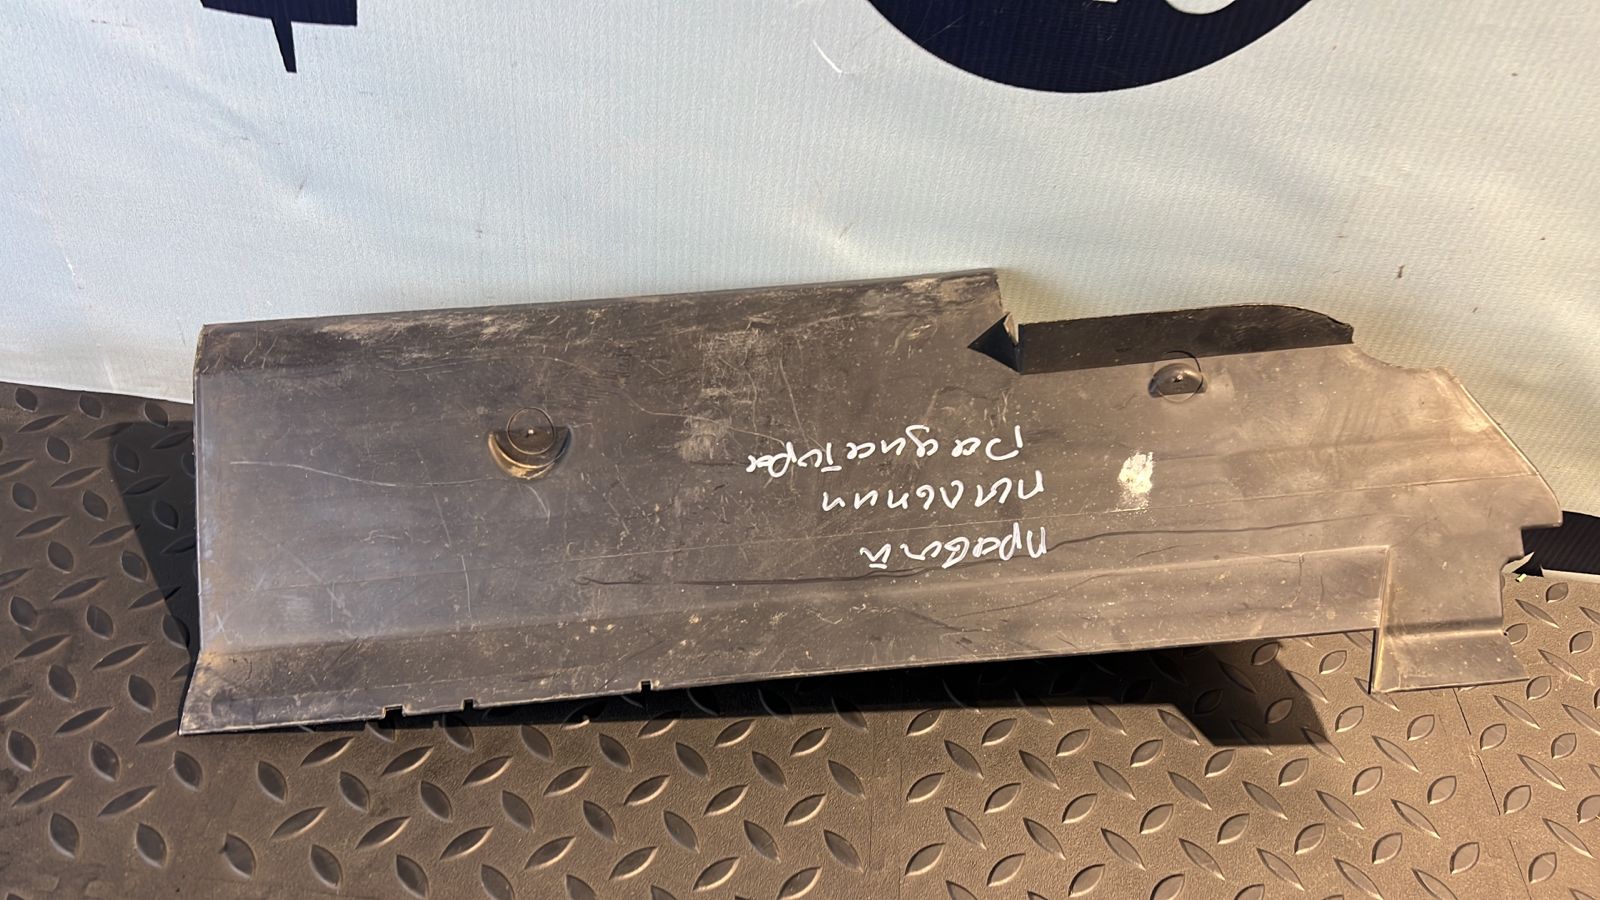 правый
пыльник
Радиатора